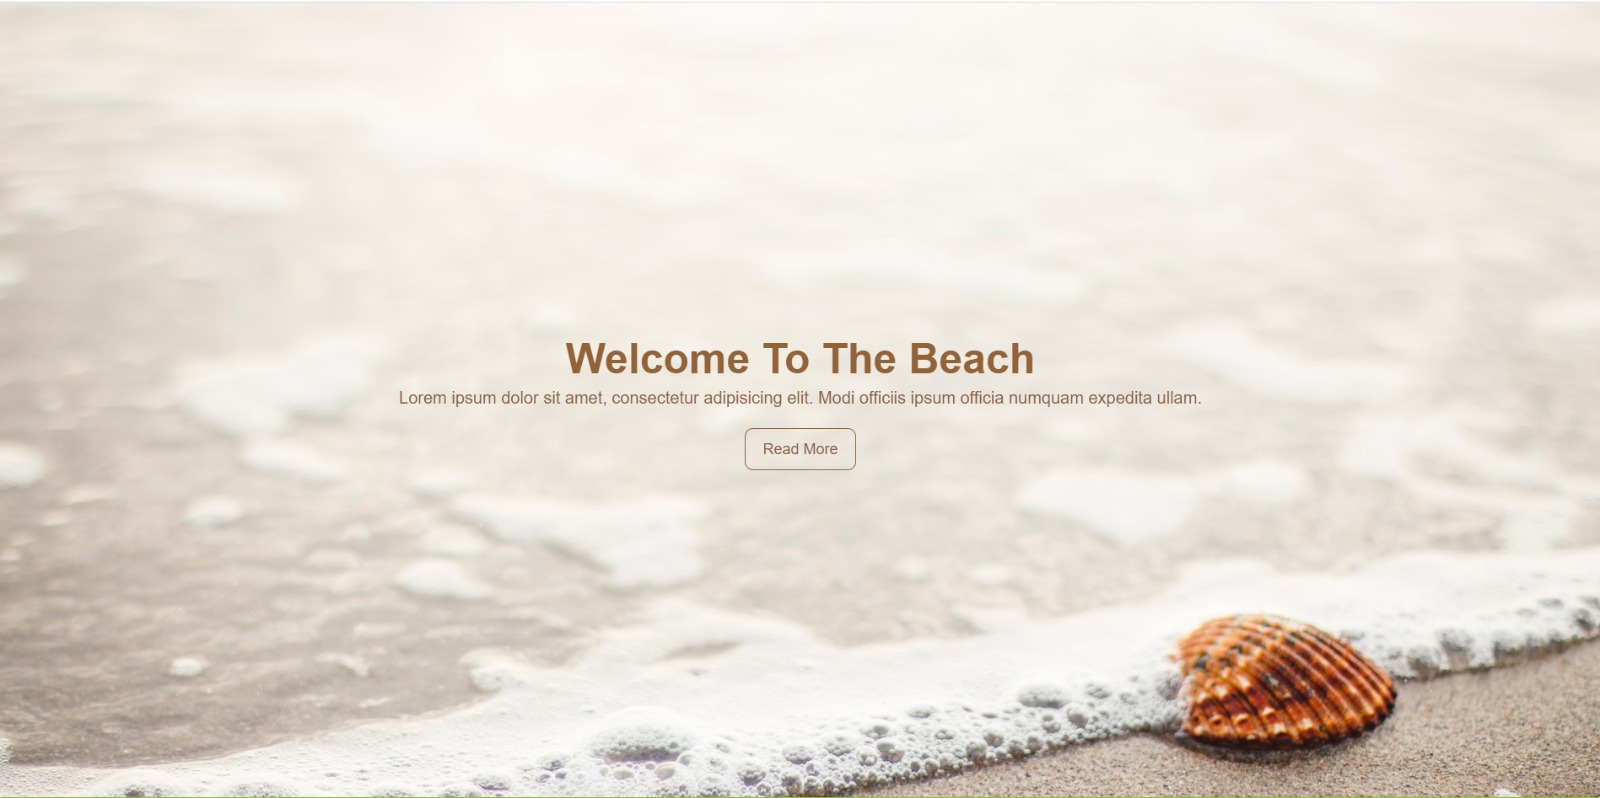 Welcome To The Beach
Lorem ipsum dolor sit amet, consectetur adipisicing elit. Modi officiis ipsum officia numquam expedita ullam.
Read More